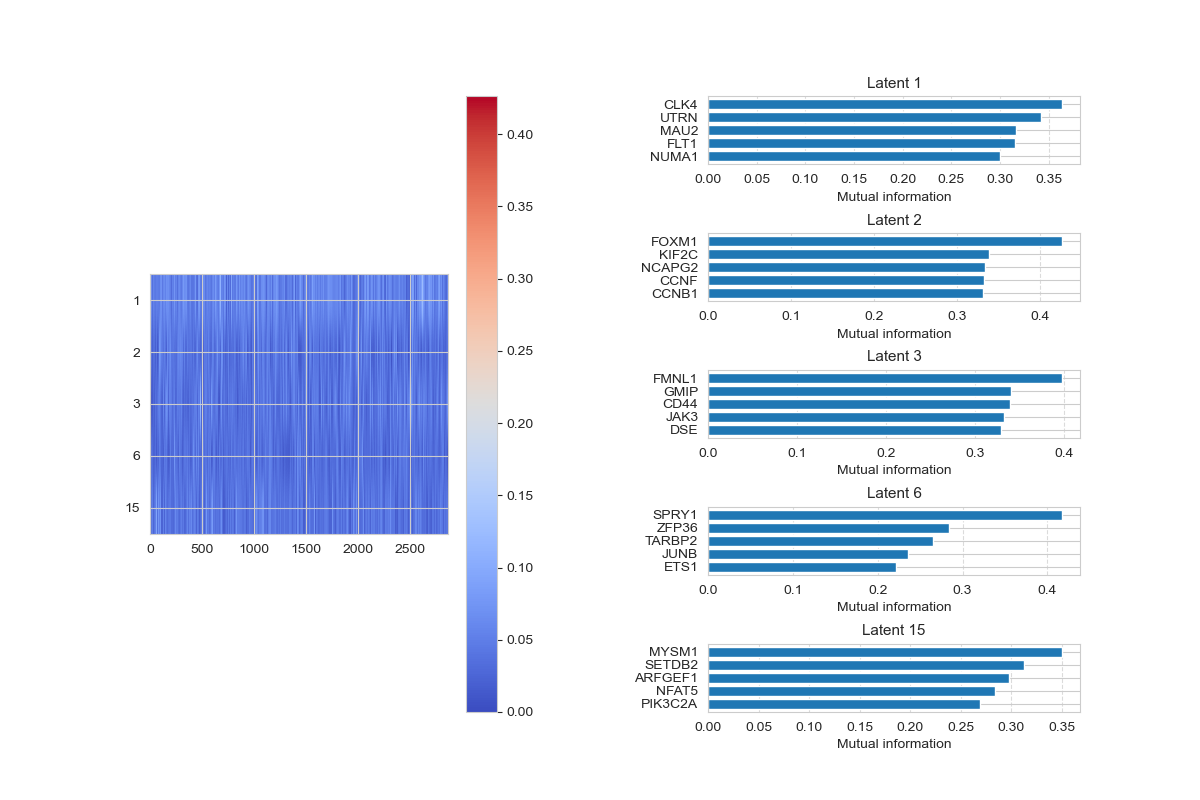 1
2
3
6
15
0 500 1000 1500 2000 2500
0.40
0.35
0.30
0.25
0.20
0.15
0.10
0.05
0.00
Latent 1
CLK4
UTRN
MAU2
FLT1
NUMA1
0.00 0.05 0.10 0.15 0.20 0.25 0.30 0.35
Mutual information
Latent 2
FOXM1
KIF2C
NCAPG2
CCNF
CCNB1
0.0 0.1 0.2 0.3 0.4
Mutual information
Latent 3
FMNL1
GMIP
CD44
JAK3
DSE
0.0 0.1 0.2 0.3 0.4
Mutual information
Latent 6
SPRY1
ZFP36
TARBP2
JUNB
ETS1
0.0 0.1 0.2 0.3 0.4
Mutual information
Latent 15
MYSM1
SETDB2
ARFGEF1
NFAT5
PIK3C2A
0.00 0.05 0.10 0.15 0.20 0.25 0.30 0.35
Mutual information